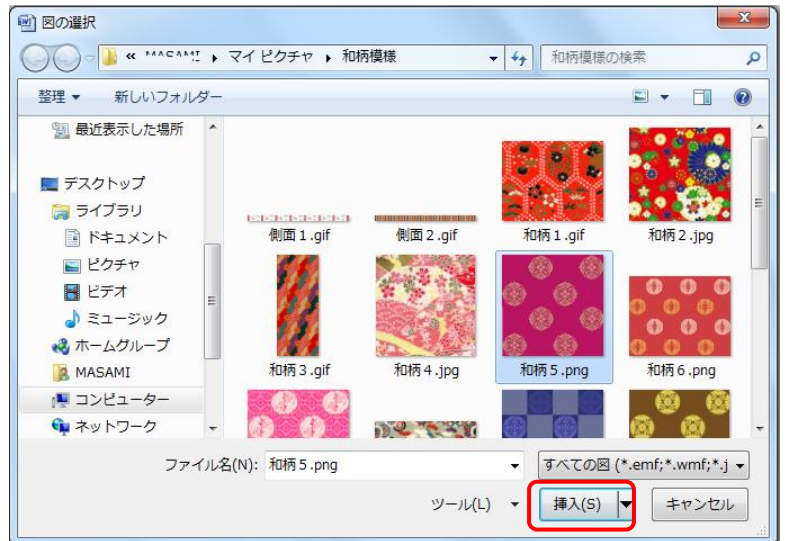 図の選択
« MASAMI ▸ マイ ピクチャ ▸ 和柄模様
和柄模様の検索
整理 ▼ 新しいフォルダー
最近表示した場所
デスクトップ
ライブラリ
ドキュメント
ピクチャ
ビデオ
ミュージック
ホームグループ
MASAMI
コンピューター
ネットワーク
側面1.gif
側面2.gif
和柄1.gif
和柄2.jpg
和柄3.gif
和柄4.jpg
和柄5.png
和柄6.png
ファイル名(N): 和柄5.png
すべての図 (*.emf;*.wmf;*.j
ツール(L) 挿入(S) キャンセル